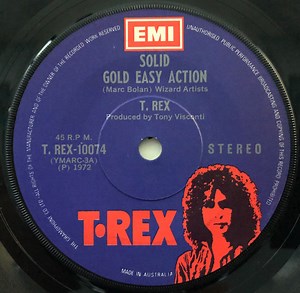 EMI
SOLID
GOLD EASY ACTION
(Marc Bolan) Wizard Artists
T. REX
Produced by Tony Visconti
45 R.P.M.
T. REX-10074
(YMARC-3A)
(P) 1972
STEREO
T·REX
MADE IN AUSTRALIA